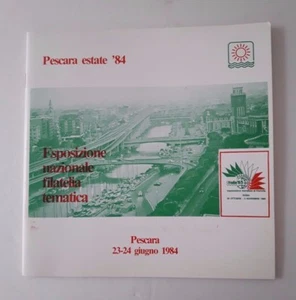 Pescara estate '84
Esposizione
nazionale
filatelia
tematica
Pescara
23-24 giugno 1984